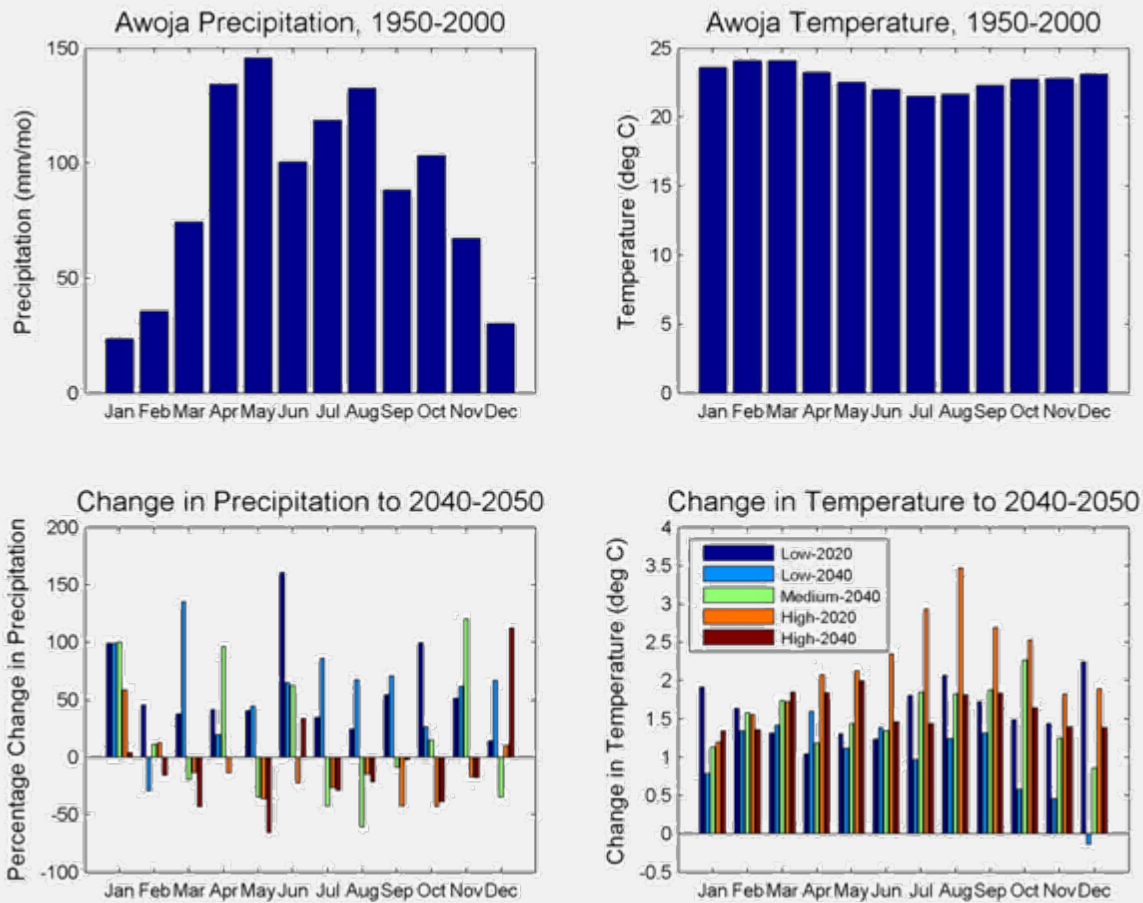 Awoja Precipitation, 1950-2000
Precipitation (mm/mo)
150
100
50
0
Jan Feb Mar Apr May Jun Jul Aug Sep Oct Nov Dec
Awoja Temperature, 1950-2000
Temperature (deg C)
25
20
15
10
5
0
Jan Feb Mar Apr May Jun Jul Aug Sep Oct Nov Dec
Change in Precipitation to 2040-2050
Percentage Change in Precipitation
200
150
100
50
0
-50
-100
Jan Feb Mar Apr May Jun Jul Aug Sep Oct Nov Dec
Change in Temperature to 2040-2050
Change in Temperature (deg C)
4
3.5
3
2.5
2
1.5
1
0.5
0
-0.5
Low-2020
Low-2040
Medium-2040
High-2020
High-2040
Jan Feb Mar Apr May Jun Jul Aug Sep Oct Nov Dec